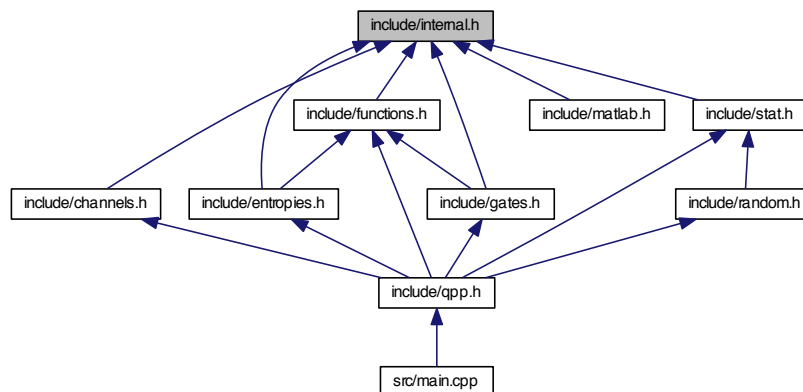 include/internal.h
include/functions.h
include/matlab.h
include/stat.h
include/channels.h
include/entropies.h
include/gates.h
include/random.h
include/qpp.h
src/main.cpp